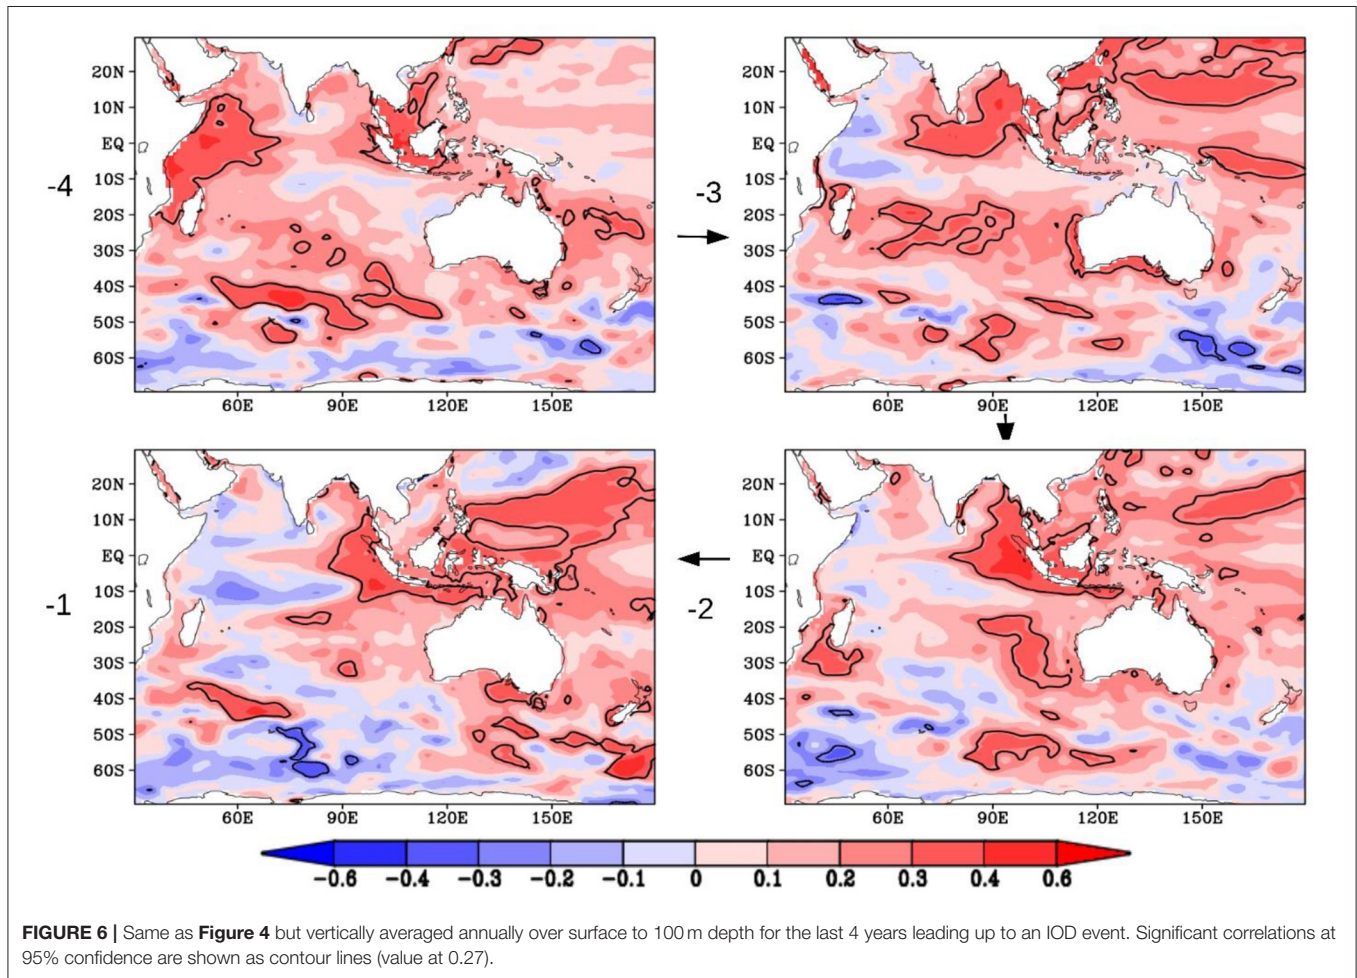 20N
10N
EQ
10S
20S
30S
40S
50S
60S
60E 90E 120E 150E
-4
20N
10N
EQ
10S
20S
30S
40S
50S
60S
60E 90E 120E 150E
-3
20N
10N
EQ
10S
20S
30S
40S
50S
60S
60E 90E 120E 150E
-1
20N
10N
EQ
10S
20S
30S
40S
50S
60S
60E 90E 120E 150E
-2
-0.6 -0.4 -0.3 -0.2 -0.1 0 0.1 0.2 0.3 0.4 0.6
FIGURE 6 | Same as Figure 4 but vertically averaged annually over surface to 100 m depth for the last 4 years leading up to an IOD event. Significant correlations at
95% confidence are shown as contour lines (value at 0.27).